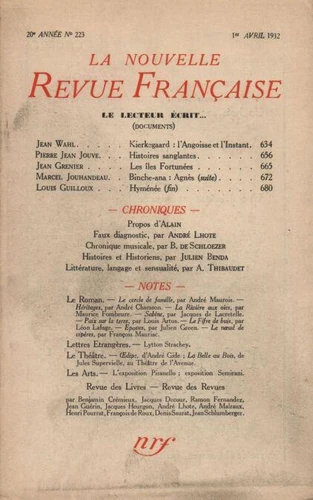 20e ANNÉE No 223 1er AVRIL 1932
LA NOUVELLE
REVUE FRANÇAISE
LE LECTEUR ÉCRIT...
(DOCUMENTS)
JEAN WAHL . . . . . . Kierkegaard : l'Angoisse et l'Instant. 634
PIERRE JEAN JOUVE . . . Histoires sanglantes . . . . . . 656
JEAN GRENIER . . . . . Les îles Fortunées . . . . . . 665
MARCEL JOUHANDEAU . . . Binche-ana : Agnès (suite) . . . . 672
LOUIS GUILLOUX . . . . Hyménée (fin) . . . . . . . 680
— CHRONIQUES —
Propos d'ALAIN
Faux diagnostic, par ANDRÉ LHOTE
Chronique musicale, par B. DE SCHLOEZER
Histoires et Historiens, par JULIEN BENDA
Littérature, langage et sensualité, par A. THIBAUDET
— NOTES —
Le Roman. — Le cercle de famille, par André Maurois. —
Héritages, par André Chamson. — La Rivière aux oies, par
Maurice Fombeure. — Sabine, par Jacques de Lacretelle.
— Paix sur la terre, par Louis Artus. — Le Fifre de buis, par
Léon Lafage. — Épaves, par Julien Green. — Le nœud de
vipères, par François Mauriac.
Lettres Étrangères. — Lytton Strachey.
Le Théâtre. — Œdipe, d'André Gide ; La Belle au Bois, de
Jules Supervielle, au Théâtre de l'Avenue.
Les Arts. — L'exposition Pisanello ; exposition Semirani.
Revue des Livres — Revue des Revues
par Benjamin Crémieux, Jacques Decour, Ramon Fernandez,
Jean Guérin, Jacques Heurgon, André Lhote, André Malraux,
Henri Pourrat, François de Roux, Denis Saurat, Jean Schlumberger.
nrf